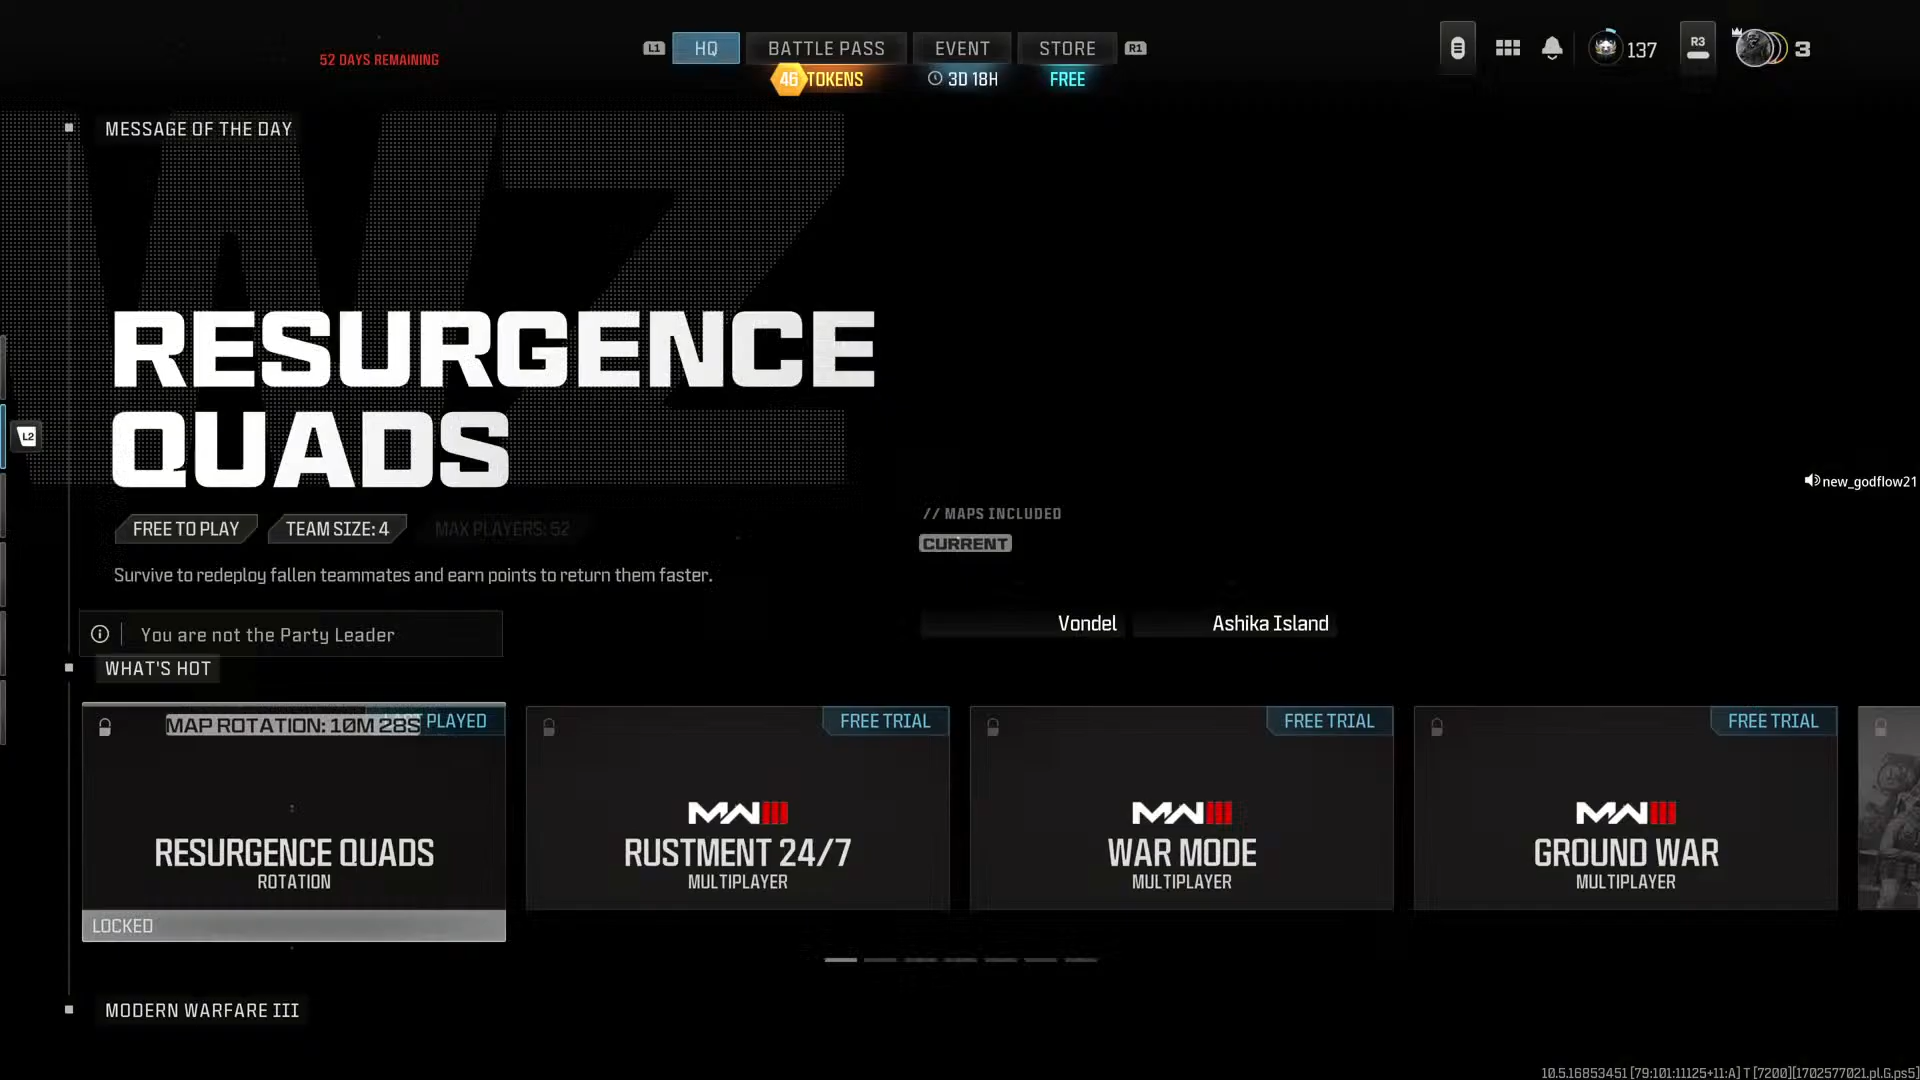 52 DAYS REMAINING
L1 HQ BATTLE PASS EVENT STORE R1
46 TOKENS 3D 18H FREE
137 R3 3
MESSAGE OF THE DAY
RESURGENCE
QUADS
L2
new_godflow21
FREE TO PLAY TEAM SIZE: 4 MAX PLAYERS: 52
// MAPS INCLUDED
CURRENT
Survive to redeploy fallen teammates and earn points to return them faster.
Vondel Ashika Island
You are not the Party Leader
WHAT'S HOT
MAP ROTATION: 10M 28S PLAYED
RESURGENCE QUADS
ROTATION
LOCKED
FREE TRIAL
MWIII
RUSTMENT 24/7
MULTIPLAYER
FREE TRIAL
MWIII
WAR MODE
MULTIPLAYER
FREE TRIAL
MWIII
GROUND WAR
MULTIPLAYER
MODERN WARFARE III
10.5.16853451 [79:101:11125+11:A] T [7200][1702577021.pl.G.ps5]